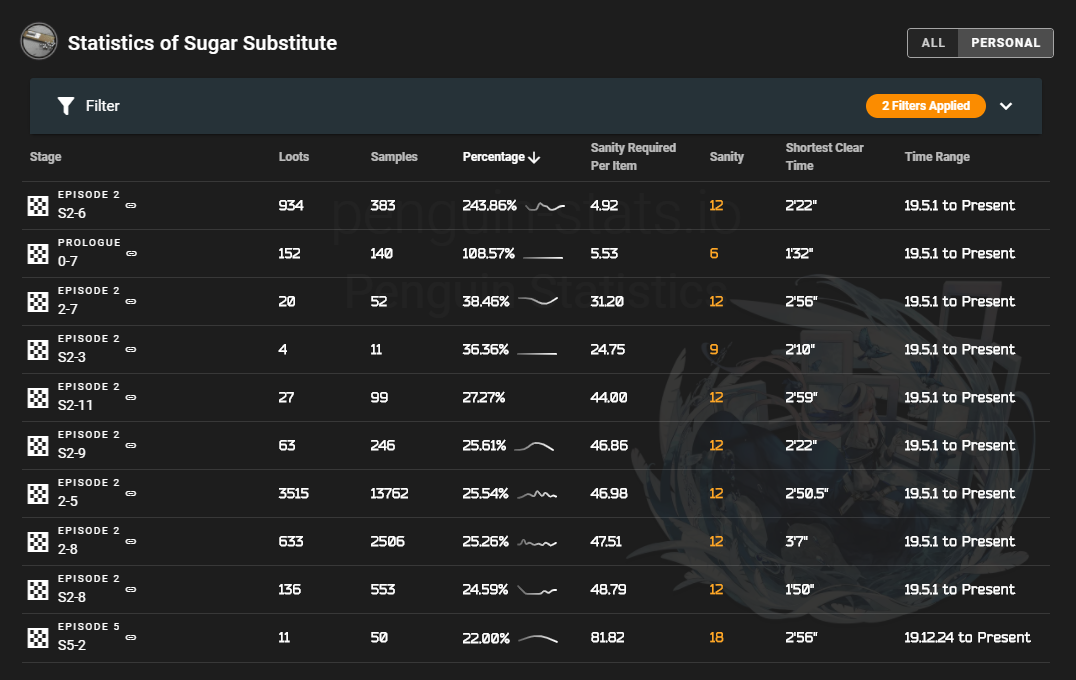 Statistics of Sugar Substitute
ALL PERSONAL
Filter
2 Filters Applied
Stage Loots Samples Percentage Sanity Required Per Item Sanity Shortest Clear Time Time Range
EPISODE 2
S2-6 934 383 243.86% 4.92 12 2'22" 19.5.1 to Present
PROLOGUE
0-7 152 140 108.57% 5.53 6 1'32" 19.5.1 to Present
EPISODE 2
2-7 20 52 38.46% 31.20 12 2'56" 19.5.1 to Present
EPISODE 2
S2-3 4 11 36.36% 24.75 9 2'10" 19.5.1 to Present
EPISODE 2
S2-11 27 99 27.27% 44.00 12 2'59" 19.5.1 to Present
EPISODE 2
S2-9 63 246 25.61% 46.86 12 2'22" 19.5.1 to Present
EPISODE 2
2-5 3515 13762 25.54% 46.98 12 2'50.5" 19.5.1 to Present
EPISODE 2
2-8 633 2506 25.26% 47.51 12 3'7" 19.5.1 to Present
EPISODE 2
S2-8 136 553 24.59% 48.79 12 1'50" 19.5.1 to Present
EPISODE 5
S5-2 11 50 22.00% 81.82 18 2'56" 19.12.24 to Present
penguin-stats.io
Penguin Statistics